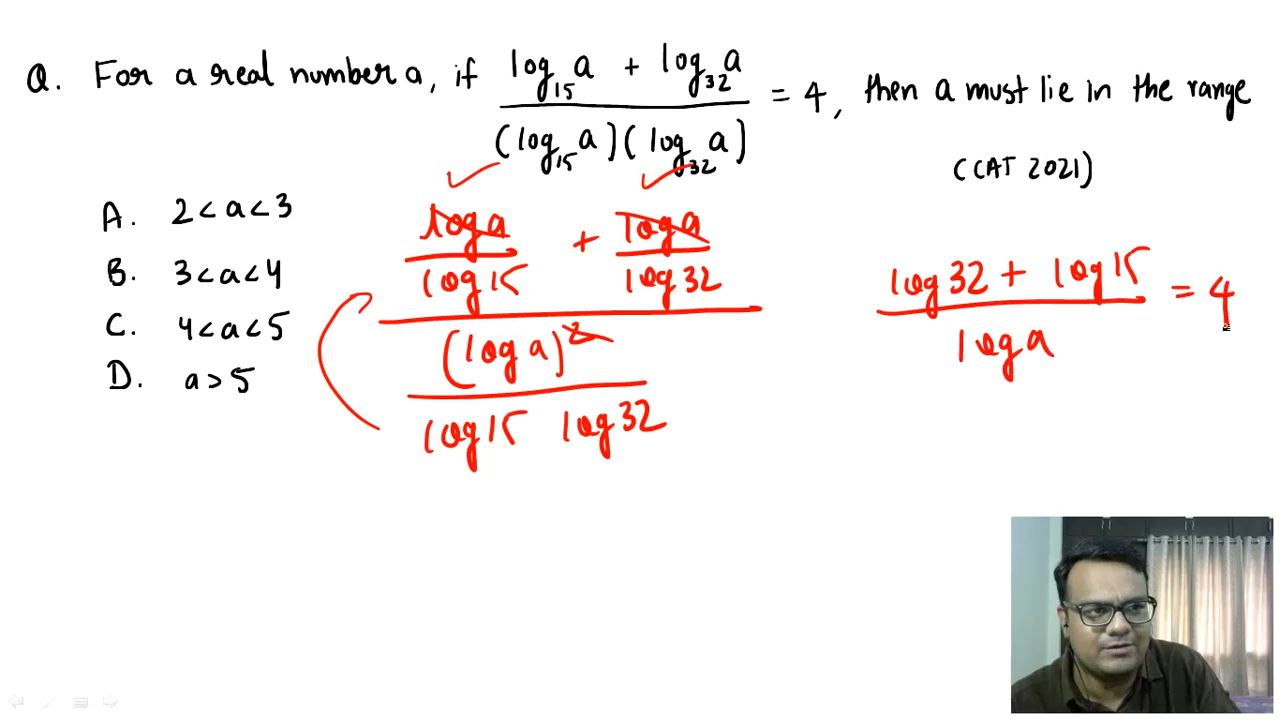 Q. For a real number a, if (log₁₅a + log₃₂a) / ((log₁₅a)(log₃₂a)) = 4, then a must lie in the range
(CAT 2021)
A. 2 < a < 3
B. 3 < a < 4
C. 4 < a < 5
D. a > 5
log a / log 15 + log a / log 32
(log a)²
log 15 log 32
log 32 + log 15 = 4
log a